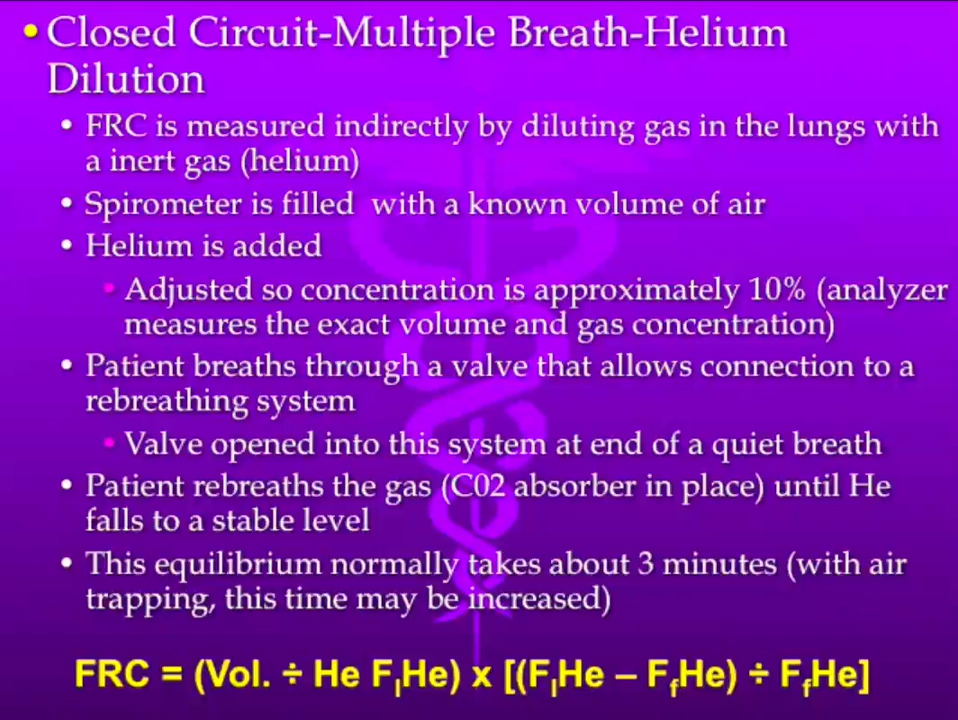 •Closed Circuit-Multiple Breath-Helium
Dilution
• FRC is measured indirectly by diluting gas in the lungs with
a inert gas (helium)
• Spirometer is filled with a known volume of air
• Helium is added
• Adjusted so concentration is approximately 10% (analyzer
measures the exact volume and gas concentration)
• Patient breaths through a valve that allows connection to a
rebreathing system
• Valve opened into this system at end of a quiet breath
• Patient rebreaths the gas (C02 absorber in place) until He
falls to a stable level
• This equilibrium normally takes about 3 minutes (with air
trapping, this time may be increased)
FRC = (Vol. ÷ He FIHe) x [(FIHe – FfHe) ÷ FfHe]